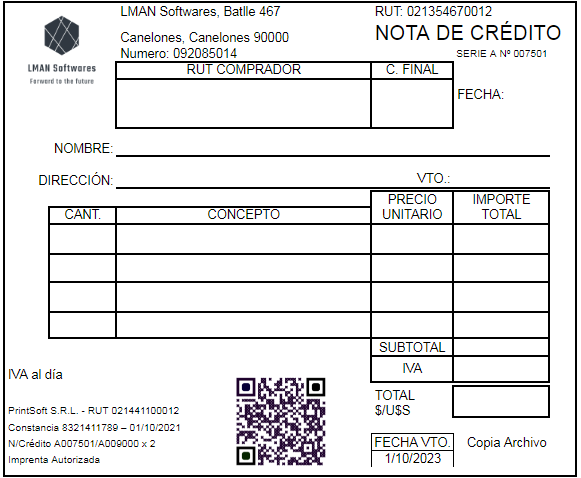 LMAN Softwares, Batlle 467
RUT: 021354670012
Canelones, Canelones 90000
NOTA DE CRÉDITO
Numero: 092085014
SERIE A Nº 007501
LMAN Softwares
Forward to the future
RUT COMPRADOR
C. FINAL
FECHA:
NOMBRE:
DIRECCIÓN:
VTO.:
CANT.
CONCEPTO
PRECIO
UNITARIO
IMPORTE
TOTAL
SUBTOTAL
IVA
IVA al día
TOTAL
$/U$S
PrintSoft S.R.L. - RUT 021441100012
Constancia 8321411789 – 01/10/2021
N/Crédito A007501/A009000 x 2
Imprenta Autorizada
FECHA VTO.
1/10/2023
Copia Archivo